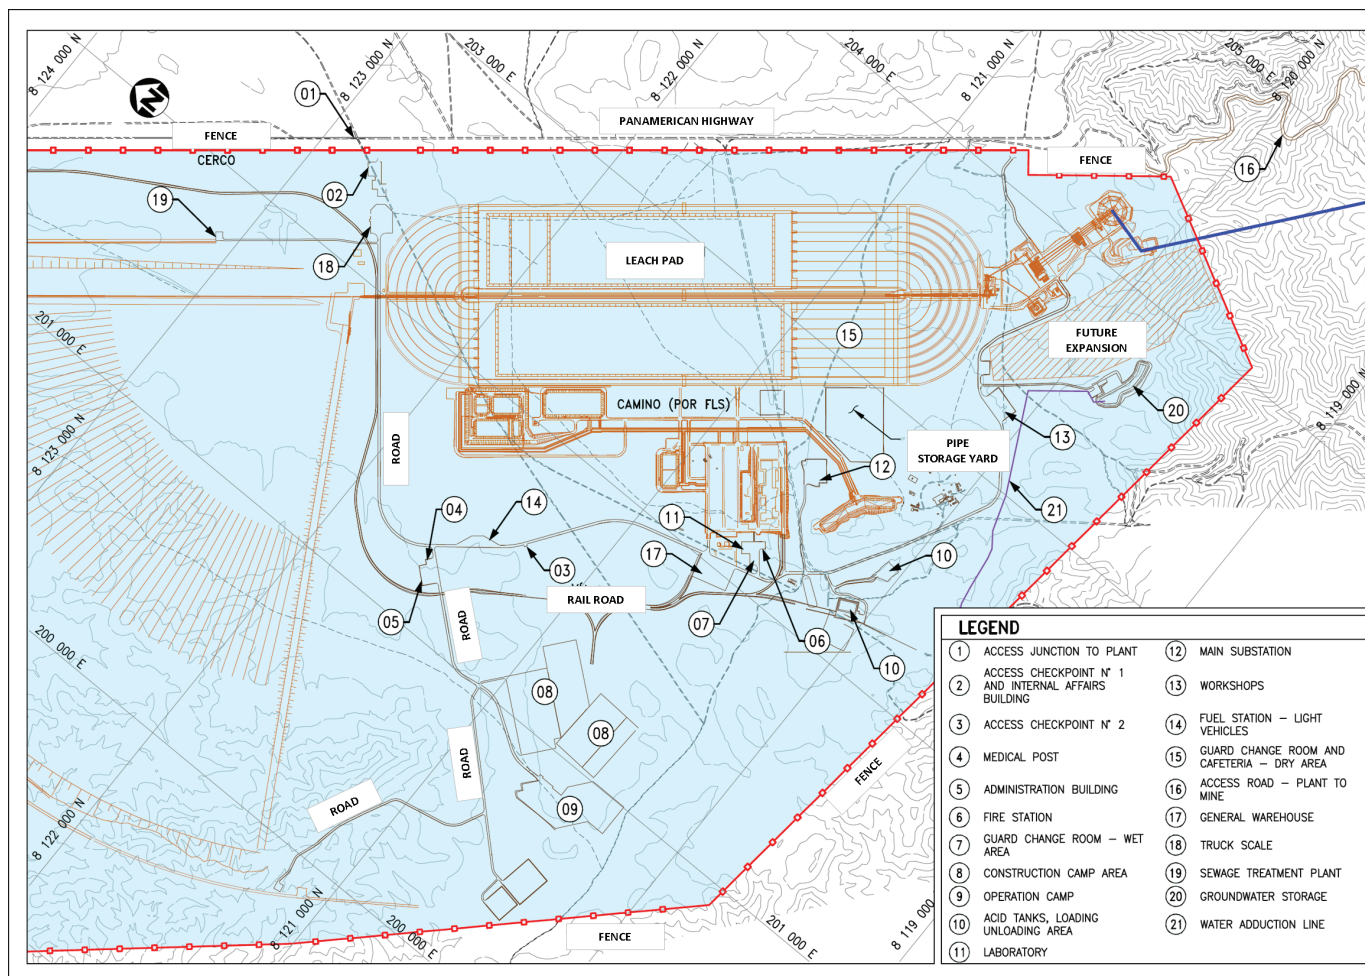 8 124 000 N
8 123 000 N
203 000 E
8 122 000 N
204 000 E
8 121 000 N
205 000 E
8 120 000 N
N
01
FENCE
CERCO
PANAMERICAN HIGHWAY
FENCE
16
02
19
18
LEACH PAD
15
FUTURE
EXPANSION
201 000 E
8 123 000 N
ROAD
CAMINO (POR FLS)
PIPE
STORAGE YARD
13
20
8 119 000 N
12
21
04
14
11
17
03
10
05
RAIL ROAD
ROAD
07
06
10
200 000 E
08
08
ROAD
ROAD
09
FENCE
8 122 000 N
8 121 000 N
200 000 E
FENCE
201 000 E
8 119 000
LEGEND
1 ACCESS JUNCTION TO PLANT
2 ACCESS CHECKPOINT N° 1
AND INTERNAL AFFAIRS
BUILDING
3 ACCESS CHECKPOINT N° 2
4 MEDICAL POST
5 ADMINISTRATION BUILDING
6 FIRE STATION
7 GUARD CHANGE ROOM – WET
AREA
8 CONSTRUCTION CAMP AREA
9 OPERATION CAMP
10 ACID TANKS, LOADING
UNLOADING AREA
11 LABORATORY
12 MAIN SUBSTATION
13 WORKSHOPS
14 FUEL STATION – LIGHT
VEHICLES
15 GUARD CHANGE ROOM AND
CAFETERIA – DRY AREA
16 ACCESS ROAD – PLANT TO
MINE
17 GENERAL WAREHOUSE
18 TRUCK SCALE
19 SEWAGE TREATMENT PLANT
20 GROUNDWATER STORAGE
21 WATER ADUCTION LINE